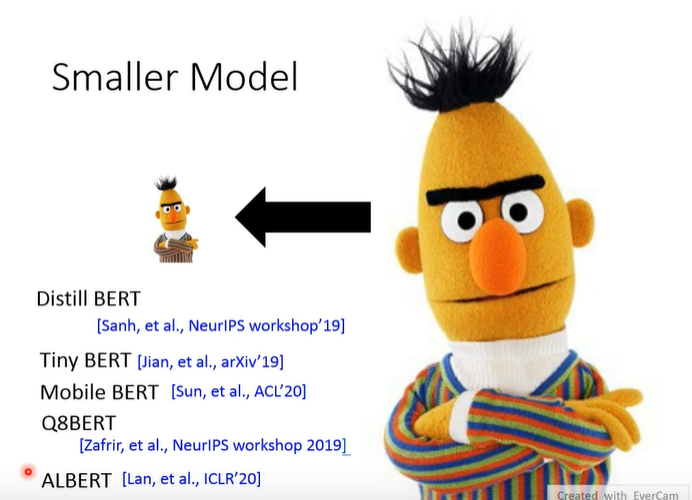 Smaller Model
Distill BERT
[Sanh, et al., NeurIPS workshop’19]
Tiny BERT [Jian, et al., arXiv’19]
Mobile BERT [Sun, et al., ACL’20]
Q8BERT
[Zafrir, et al., NeurIPS workshop 2019]
ALBERT [Lan, et al., ICLR’20]
Created with EverCam